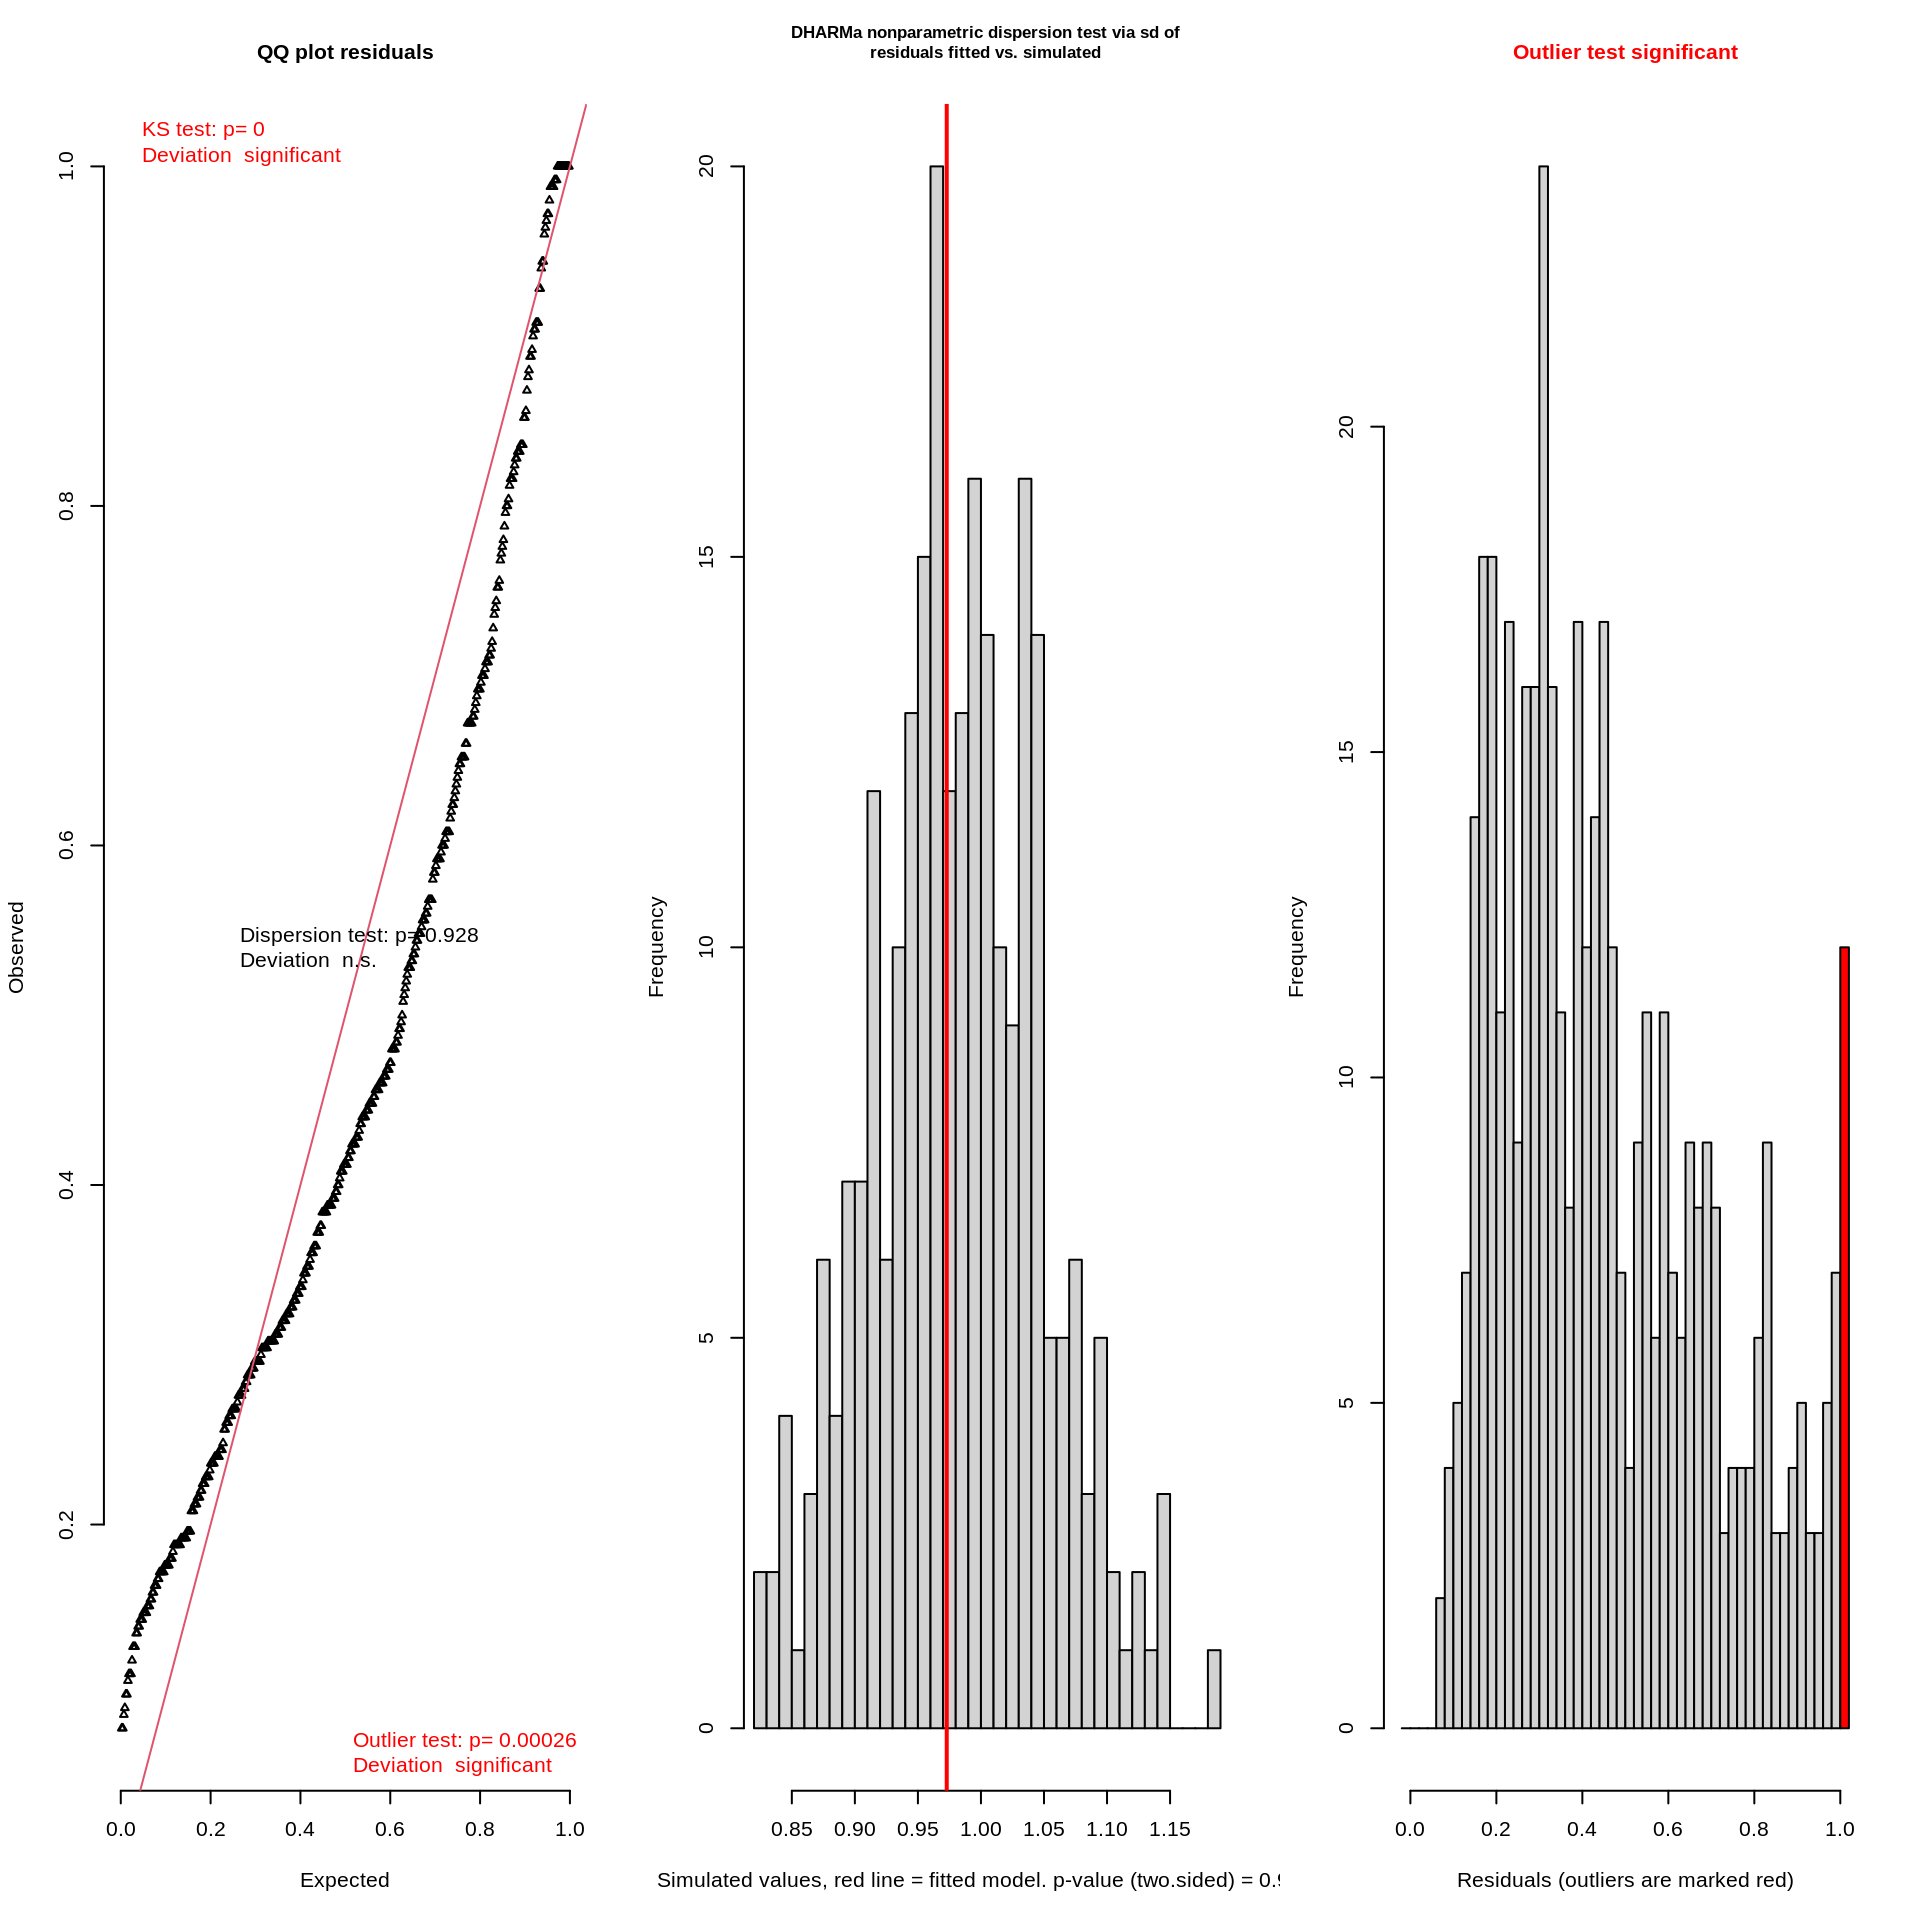 QQ plot residuals
KS test: p= 0
Deviation  significant
Dispersion test: p= 0.928
Deviation  n.s.
Outlier test: p= 0.00026
Deviation  significant
Observed
1.0
0.8
0.6
0.4
0.2
0.0 0.2 0.4 0.6 0.8 1.0
Expected
DHARMa nonparametric dispersion test via sd of
residuals fitted vs. simulated
Frequency
20
15
10
5
0
0.85 0.90 0.95 1.00 1.05 1.10 1.15
Simulated values, red line = fitted model. p-value (two.sided) =
Outlier test significant
Frequency
20
15
10
5
0
0.0 0.2 0.4 0.6 0.8 1.0
Residuals (outliers are marked red)